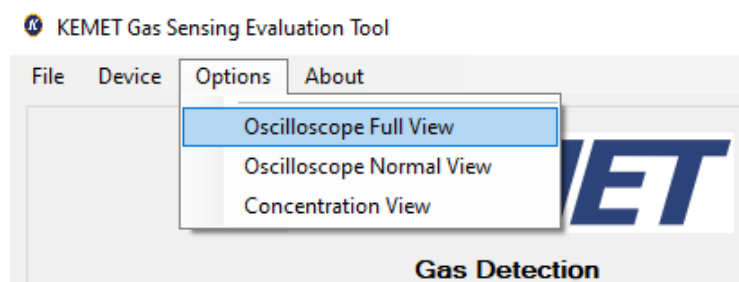 KEMET Gas Sensing Evaluation Tool
File Device Options About
Oscilloscope Full View
Oscilloscope Normal View
Concentration View
ET
Gas Detection